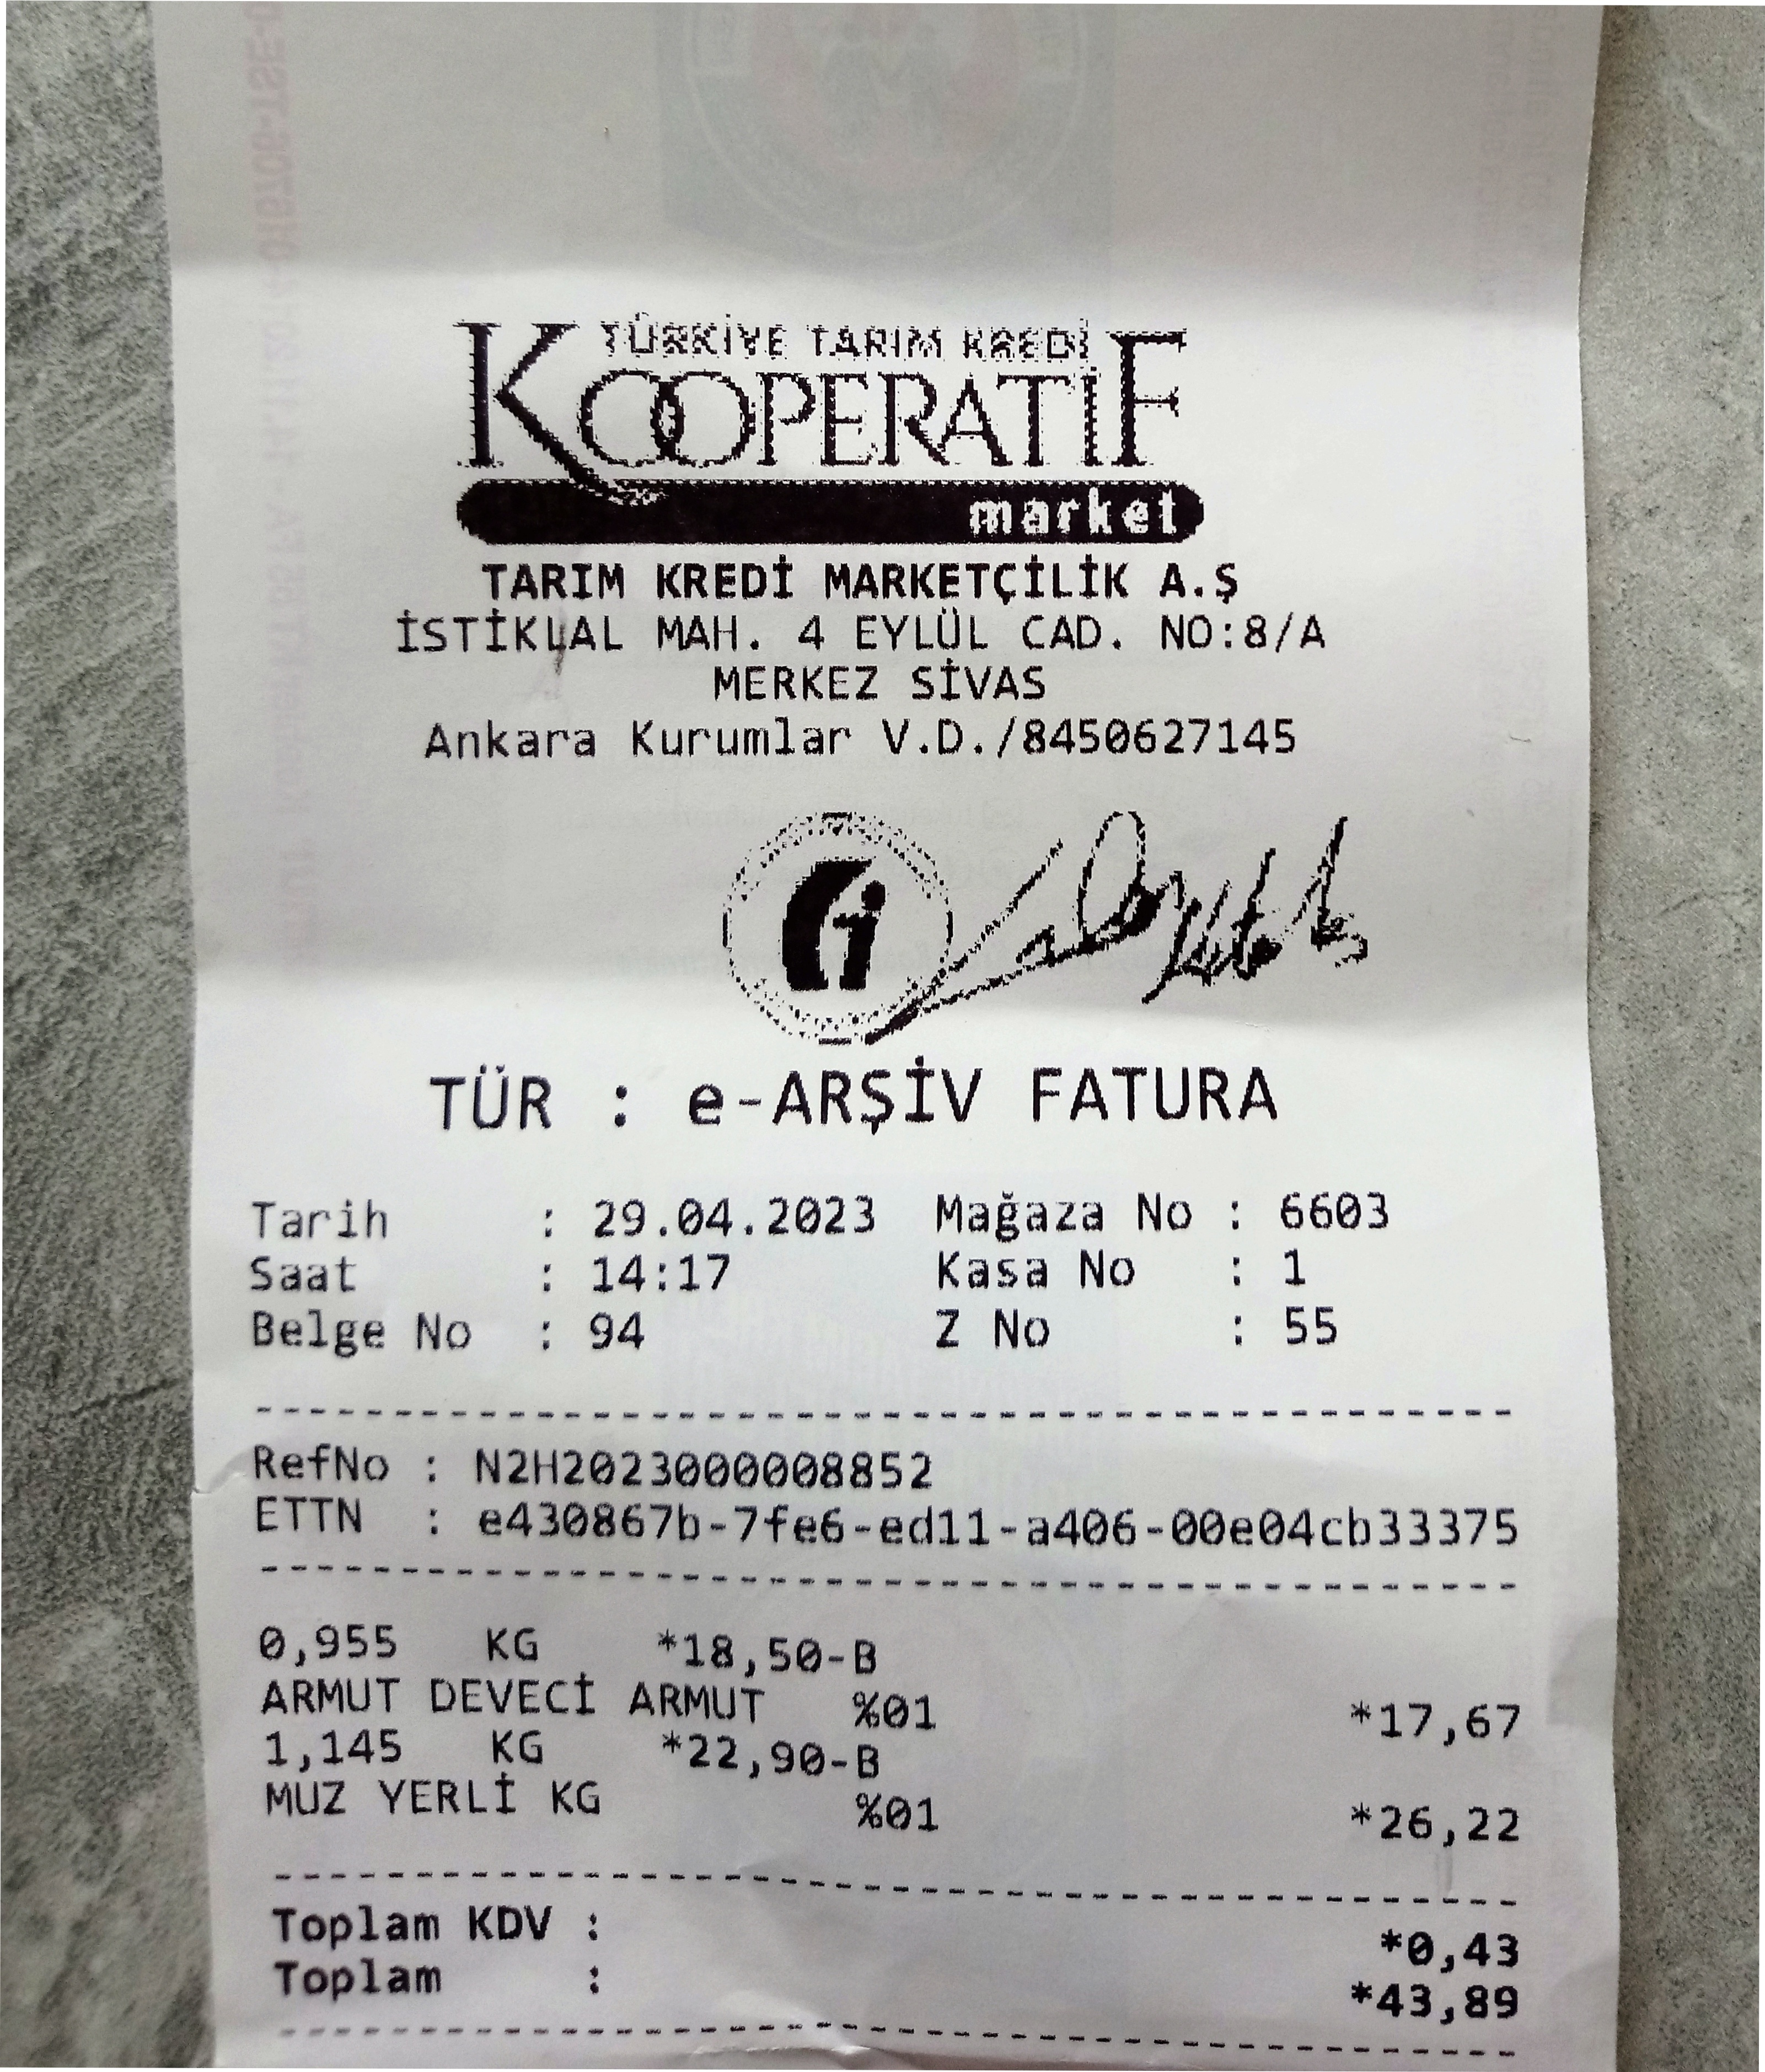 TÜRKİYE TARIM KREDİ
KOOPERATİF
market
TARIM KREDİ MARKETÇİLİK A.Ş
İSTİKLAL MAH. 4 EYLÜL CAD. NO:8/A
MERKEZ SİVAS
Ankara Kurumlar V.D./8450627145
TÜR : e-ARŞİV FATURA
Tarih : 29.04.2023 Mağaza No : 6603
Saat : 14:17 Kasa No : 1
Belge No : 94 Z No : 55
RefNo : N2H2023000008852
ETTN : e430867b-7fe6-ed11-a406-00e04cb33375
0,955 KG *18,50-B
ARMUT DEVECİ ARMUT %01 *17,67
1,145 KG *22,90-B
MUZ YERLİ KG %01 *26,22
Toplam KDV : *0,43
Toplam : *43,89